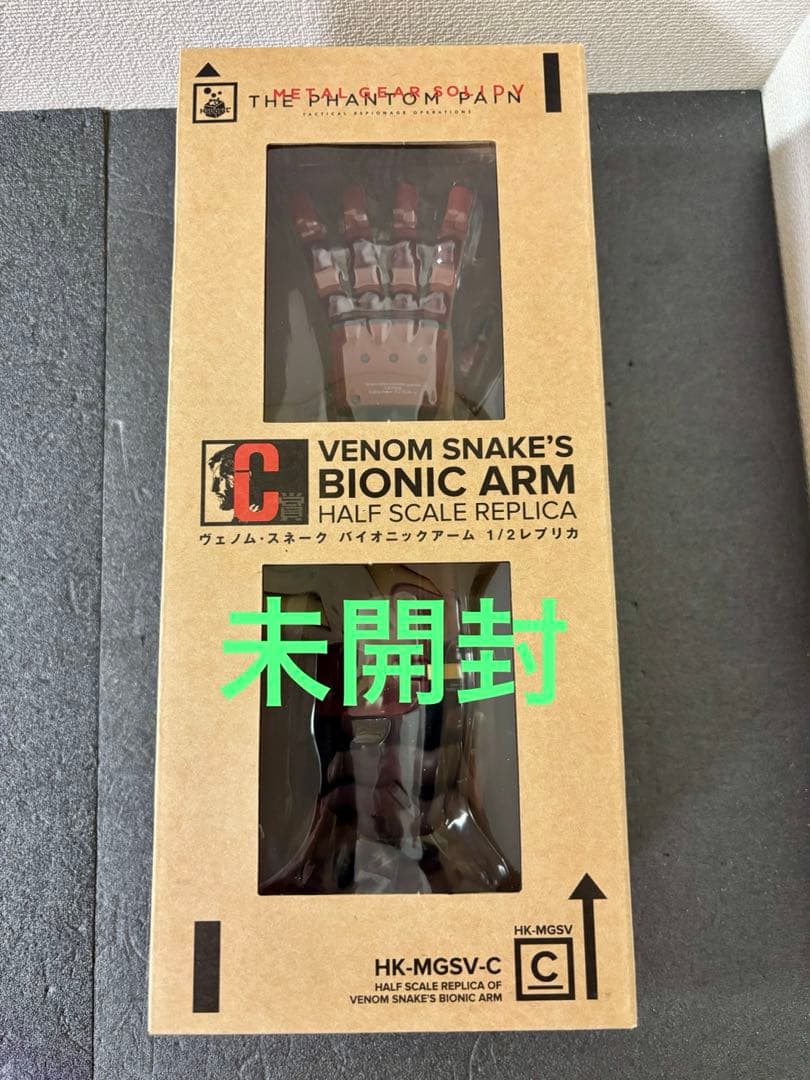 METAL GEAR SOLID V
THE PHANTOM PAIN
TACTICAL ESPIONAGE OPERATIONS
C賞
VENOM SNAKE'S
BIONIC ARM
HALF SCALE REPLICA
ヴェノム・スネーク バイオニックアーム 1/2レプリカ
未開封
HK-MGSV
C
HK-MGSV-C
HALF SCALE REPLICA OF
VENOM SNAKE'S BIONIC ARM